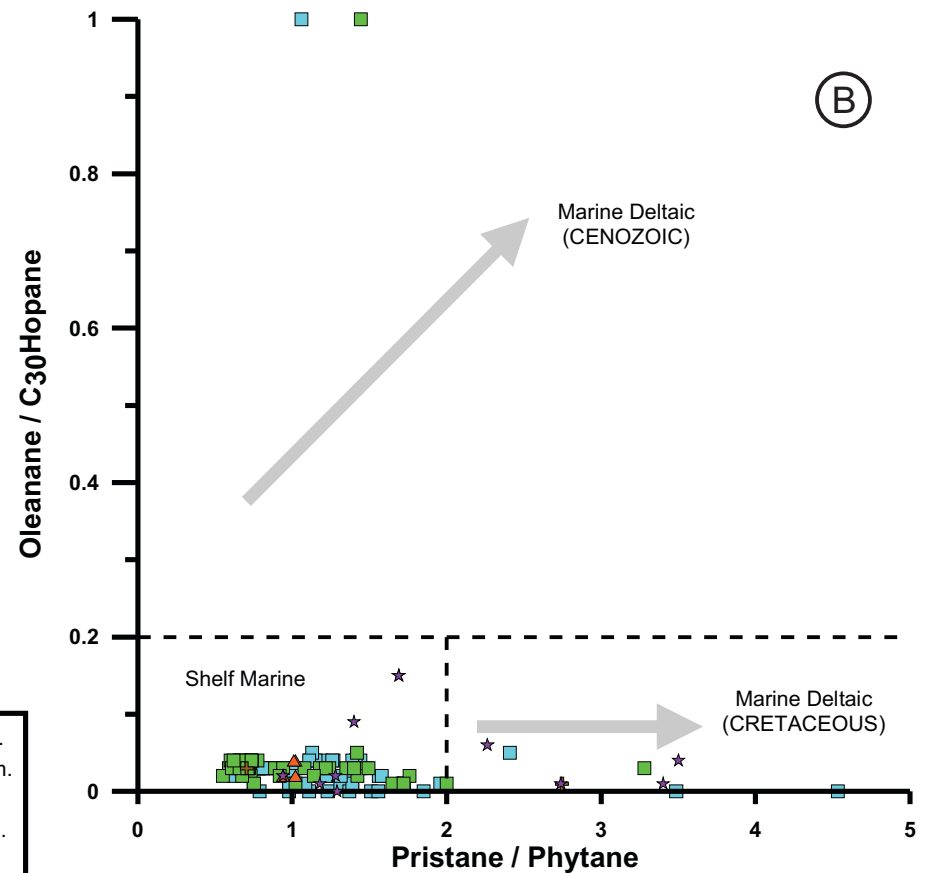 1
B
0.8
Marine Deltaic
(CENOZOIC)
0.6
Oleanane / C30Hopane
0.4
0.2
Shelf Marine
Marine Deltaic
(CRETACEOUS)
0
0 1 2 3 4 5
Pristane / Phytane